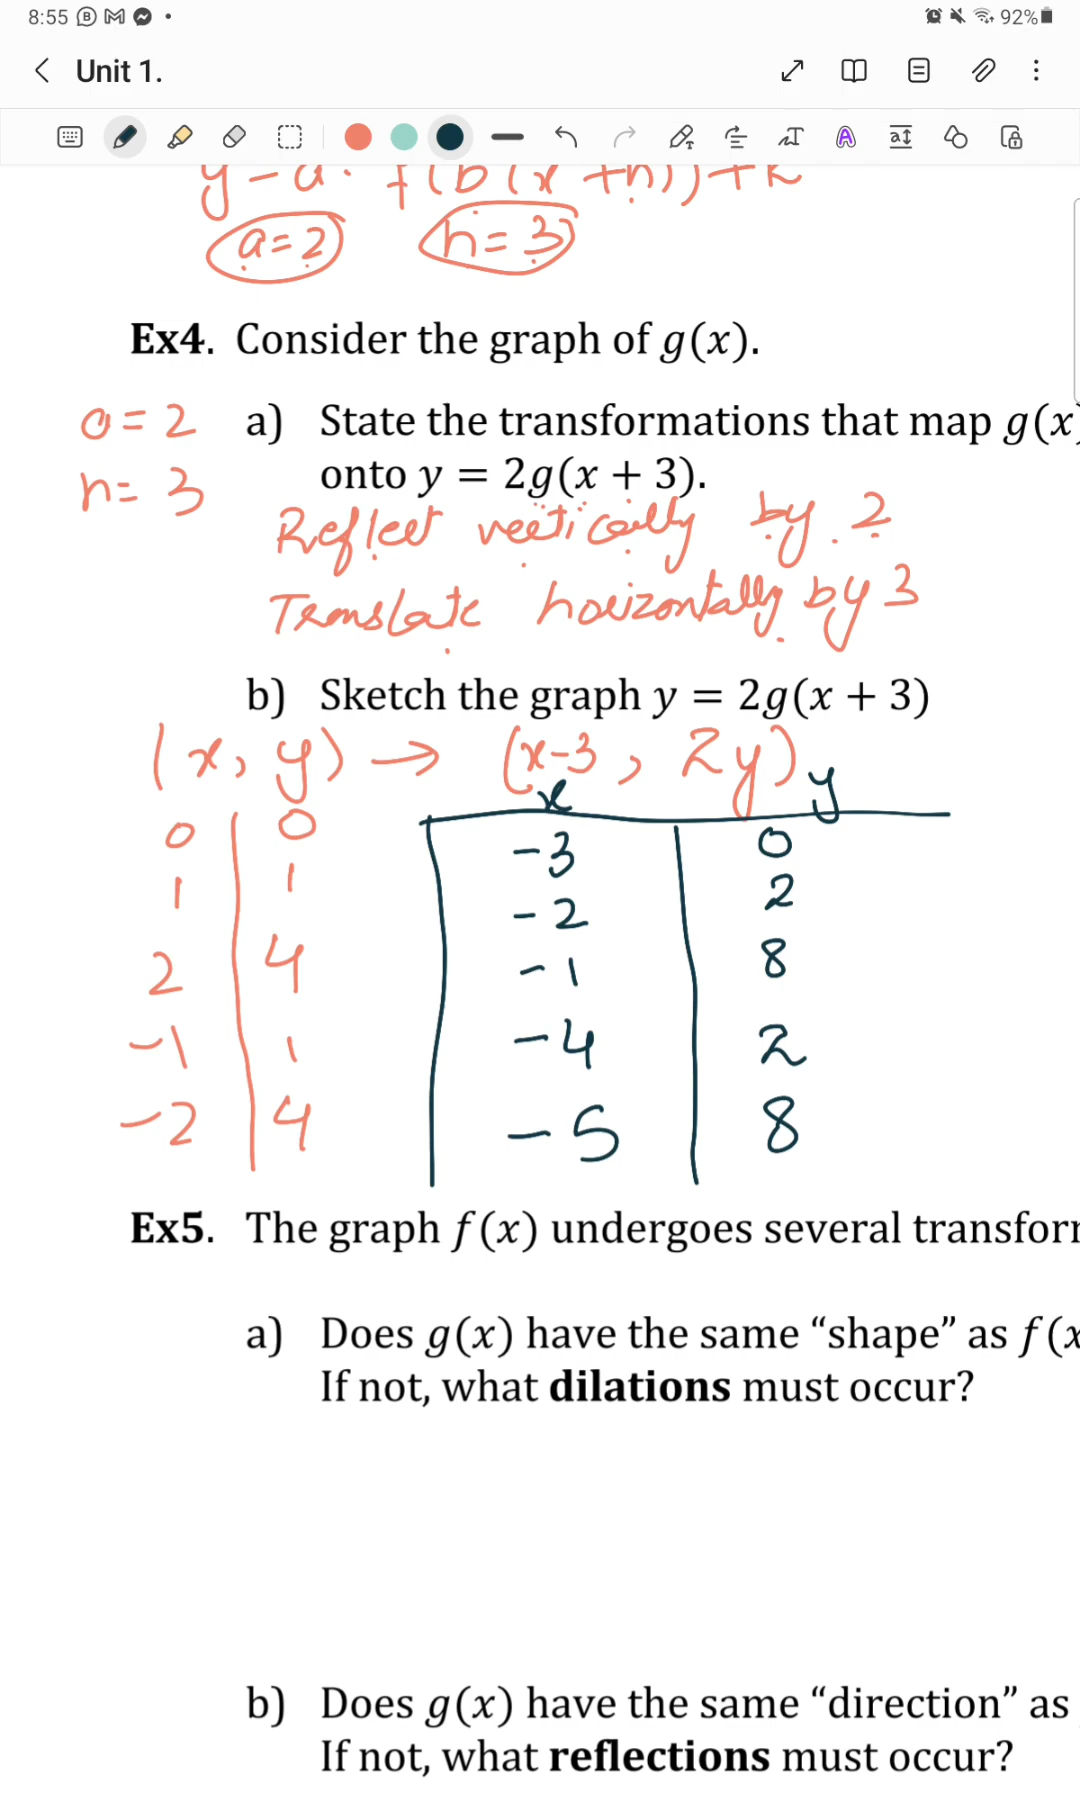 8:55
92%
Unit 1.
y = a. f(b(x+h))+k
a=2 h=3
Ex4. Consider the graph of g(x).
a=2 a) State the transformations that map g(x)
h=3 onto y = 2g(x + 3).
Reflect vertically by 2
Translate horizontally by 3
b) Sketch the graph y = 2g(x + 3)
(x, y) → (x-3, 2y)
x y
0 0 -3 0
1 1 -2 2
2 4 -1 8
-1 1 -4 2
-2 4 -5 8
Ex5. The graph f(x) undergoes several
a) Does g(x) have the same “shape” as f(x
If not, what dilations must occur?
b) Does g(x) have the same “direction” as
If not, what reflections must occur?